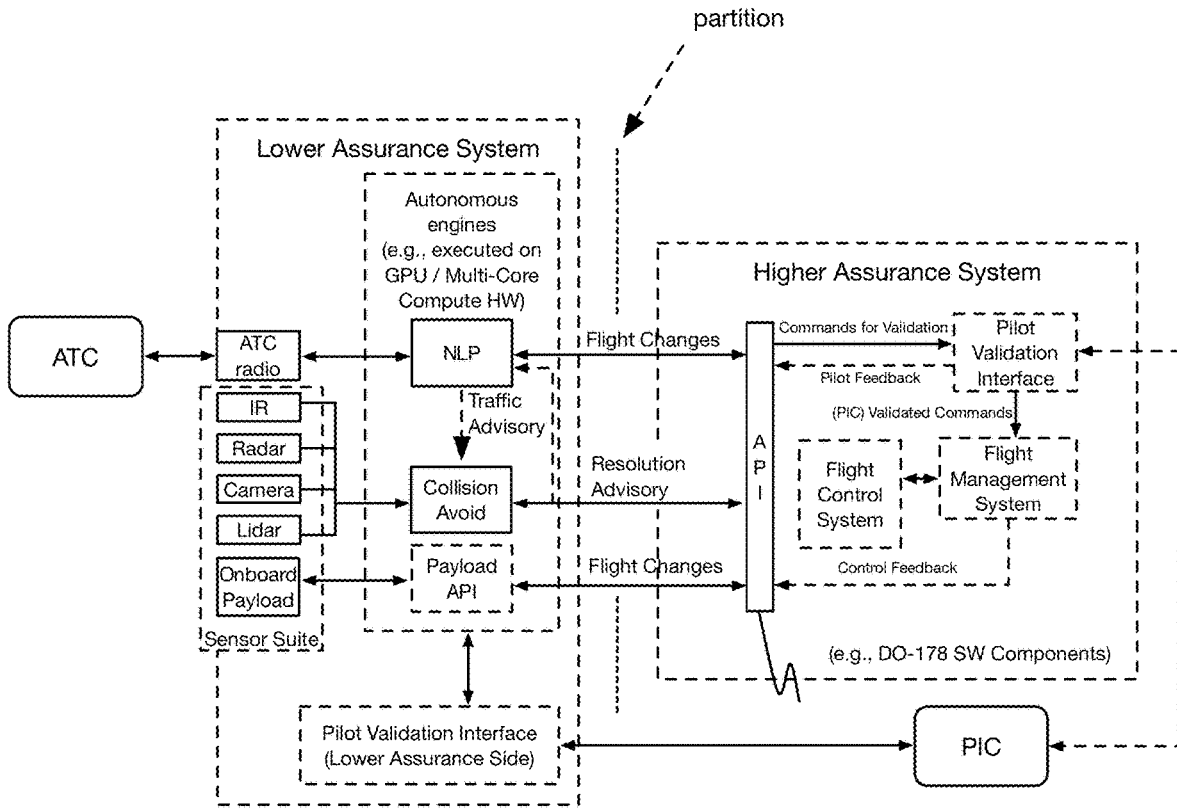 partition
Lower Assurance System
Autonomous
engines
(e.g., executed on
GPU / Multi-Core
Compute HW)
Higher Assurance System
ATC
ATC
radio
NLP
Flight Changes
Commands for Validation
Pilot
Validation
Interface
Pilot Feedback
IR
Radar
Camera
Lidar
Traffic
Advisory
(PIC) Validated Commands
A
P
I
Collision
Avoid
Resolution
Advisory
Flight
Control
System
Flight
Management
System
Onboard
Payload
Payload
API
Flight Changes
Control Feedback
Sensor Suite
(e.g., DO-178 SW Components)
Pilot Validation Interface
(Lower Assurance Side)
PIC